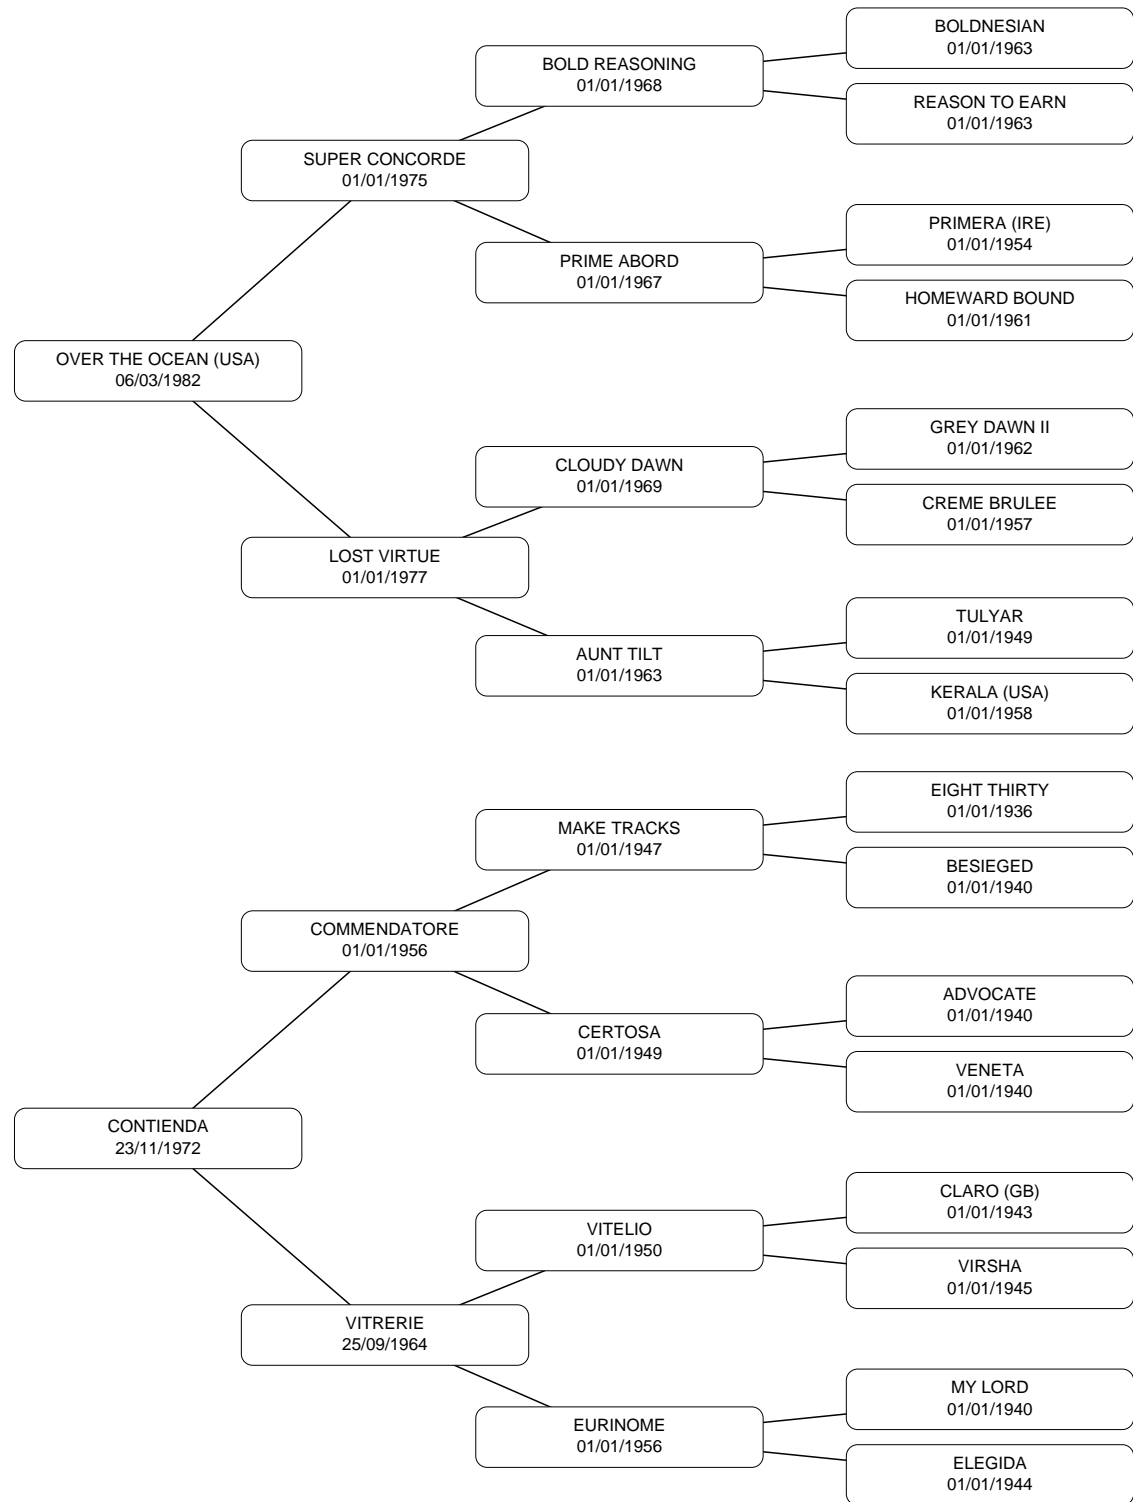 BOLDNESIAN
01/01/1963
BOLD REASONING
01/01/1968
REASON TO EARN
01/01/1963
SUPER CONCORDE
01/01/1975
PRIMERA (IRE)
01/01/1954
PRIME ABORD
01/01/1967
HOMEWARD BOUND
01/01/1961
OVER THE OCEAN (USA)
06/03/1982
GREY DAWN II
01/01/1962
CLOUDY DAWN
01/01/1969
CREME BRULEE
01/01/1957
LOST VIRTUE
01/01/1977
TULYAR
01/01/1949
AUNT TILT
01/01/1963
KERALA (USA)
01/01/1958
EIGHT THIRTY
01/01/1936
MAKE TRACKS
01/01/1947
BESIEGED
01/01/1940
COMMENDATORE
01/01/1956
ADVOCATE
01/01/1940
CERTOSA
01/01/1949
VENETA
01/01/1940
CONTIENDA
23/11/1972
CLARO (GB)
01/01/1943
VITELIO
01/01/1950
VIRSHA
01/01/1945
VITRERIE
25/09/1964
MY LORD
01/01/1940
EURINOME
01/01/1956
ELEGIDA
01/01/1944